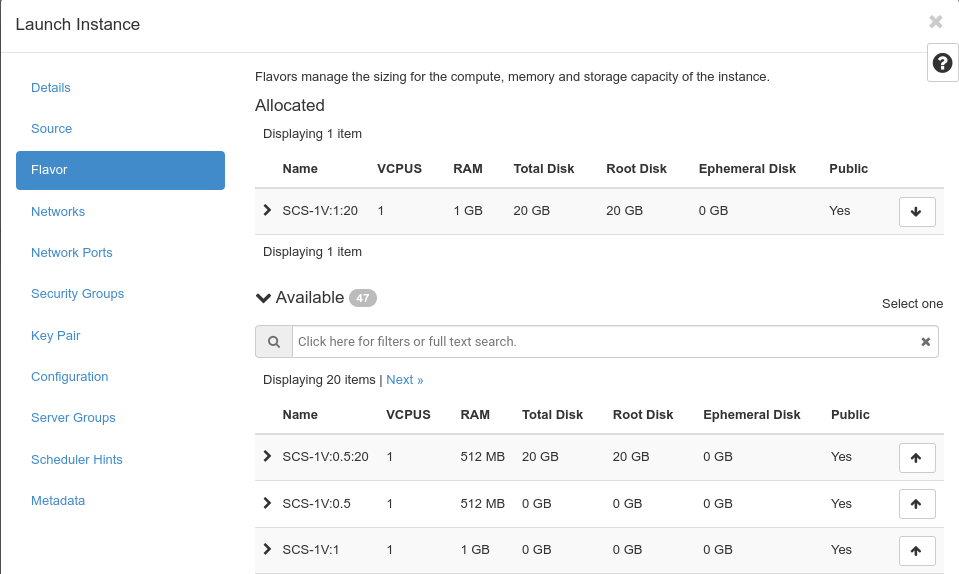 Launch Instance
Details
Source
Flavor
Networks
Network Ports
Security Groups
Key Pair
Configuration
Server Groups
Scheduler Hints
Metadata
Flavors manage the sizing for the compute, memory and storage capacity of the instance.
Allocated
Displaying 1 item
Name VCPUS RAM Total Disk Root Disk Ephemeral Disk Public
SCS-1V:1:20 1 1 GB 20 GB 20 GB 0 GB Yes
Displaying 1 item
Available 47
Select one
Click here for filters or full text search.
Displaying 20 items | Next »
Name VCPUS RAM Total Disk Root Disk Ephemeral Disk Public
SCS-1V:0.5:20 1 512 MB 20 GB 20 GB 0 GB Yes
SCS-1V:0.5 1 512 MB 0 GB 0 GB 0 GB Yes
SCS-1V:1 1 1 GB 0 GB 0 GB 0 GB Yes